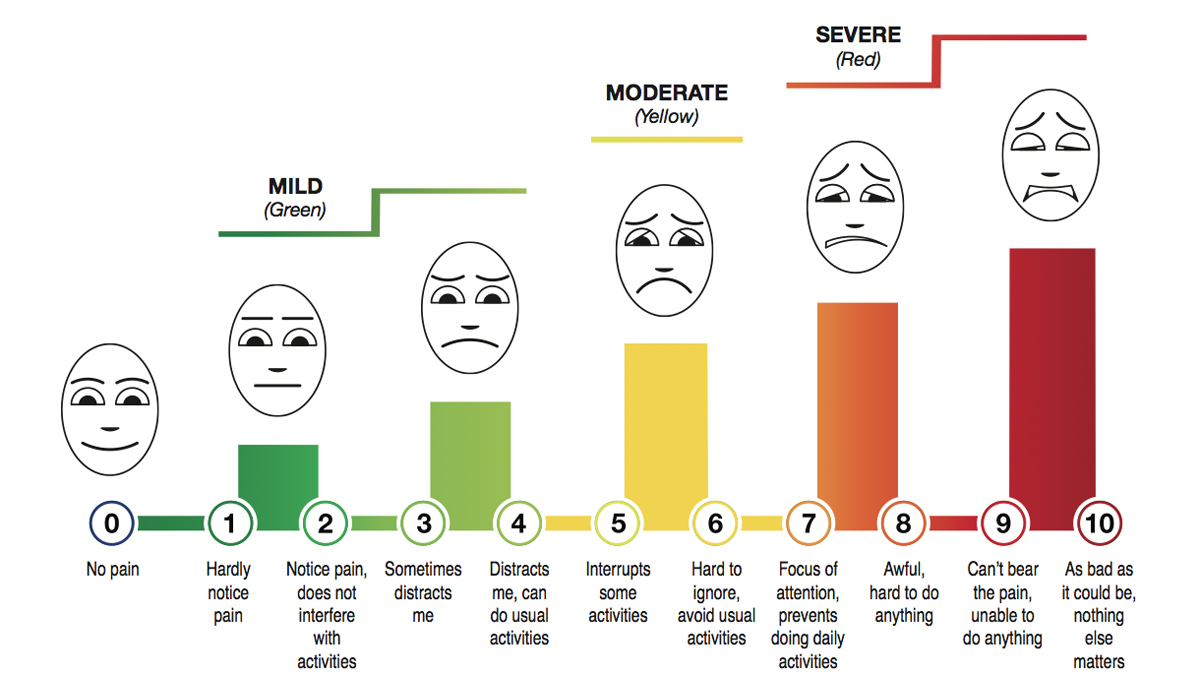 SEVERE
(Red)
MODERATE
(Yellow)
MILD
(Green)
0
1
2
3
4
5
6
7
8
9
10
No pain
Hardly
notice
pain
Notice pain,
does not
interfere
with
activities
Sometimes
distracts
me
Distracts
me, can
do usual
activities
Interrupts
some
activities
Hard to
ignore,
avoid usual
activities
Focus of
attention,
prevents
doing daily
activities
Awful,
hard to do
anything
Can’t bear
the pain,
unable to
do anything
As bad as
it could be,
nothing
else
matters